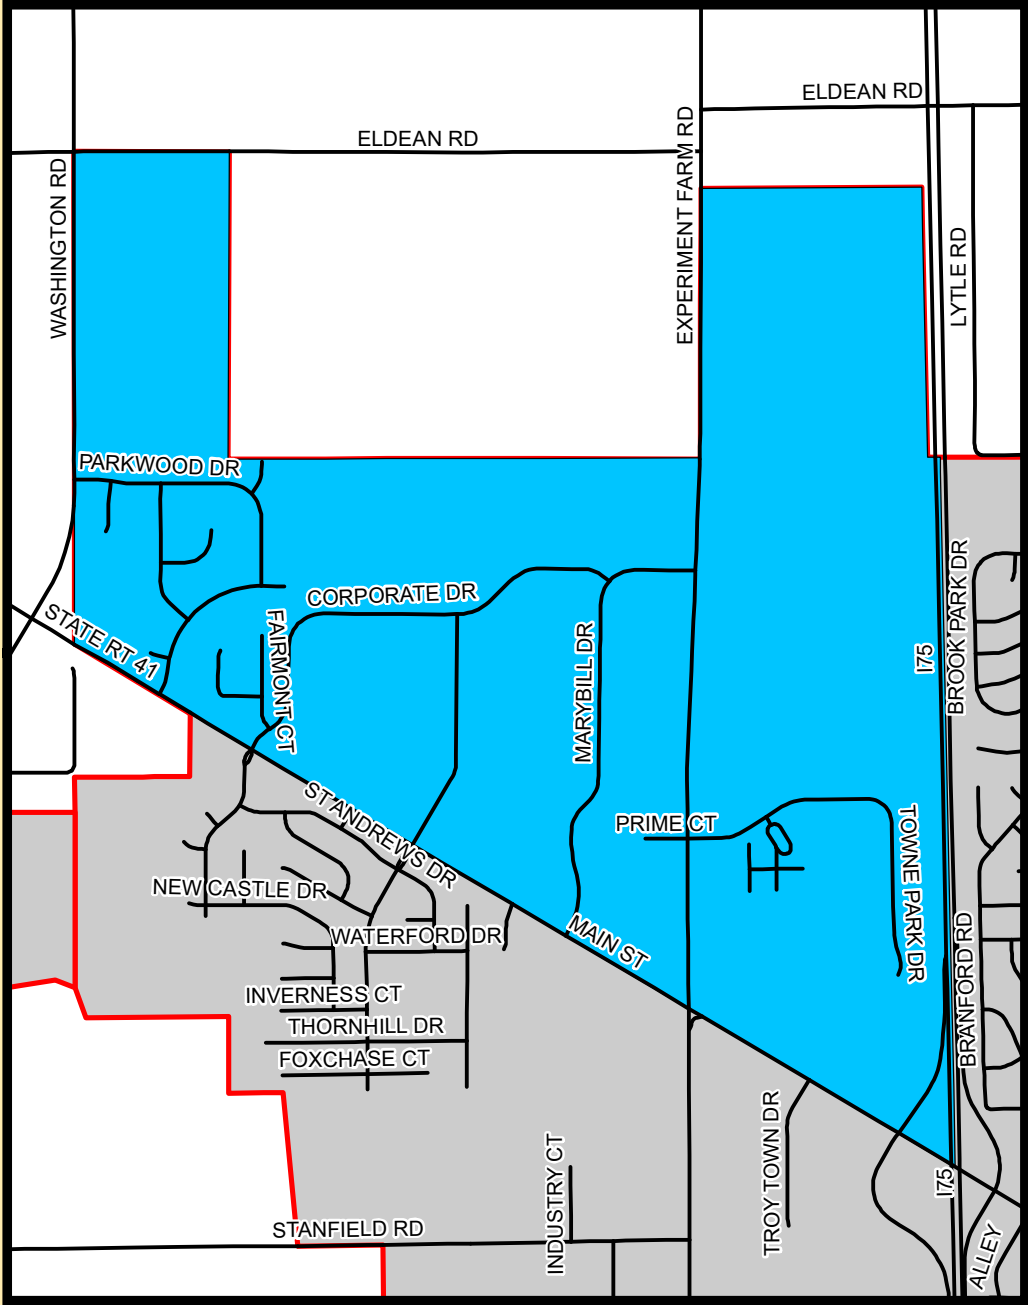 ELDEAN RD
ELDEAN RD
WASHINGTON RD
EXPERIMENT FARM RD
LYTLE RD
PARKWOOD DR
CORPORATE DR
STATE RT 41
FAIRMONT CT
MARYBILL DR
I75
BROOK PARK DR
ST ANDREWS DR
PRIME CT
TOWNE PARK DR
NEW CASTLE DR
WATERFORD DR
MAIN ST
BRANFORD RD
INVERNESS CT
THORNHILL DR
FOXCHASE CT
INDUSTRY CT
TROY TOWN DR
I75
STANFIELD RD
ALLEY